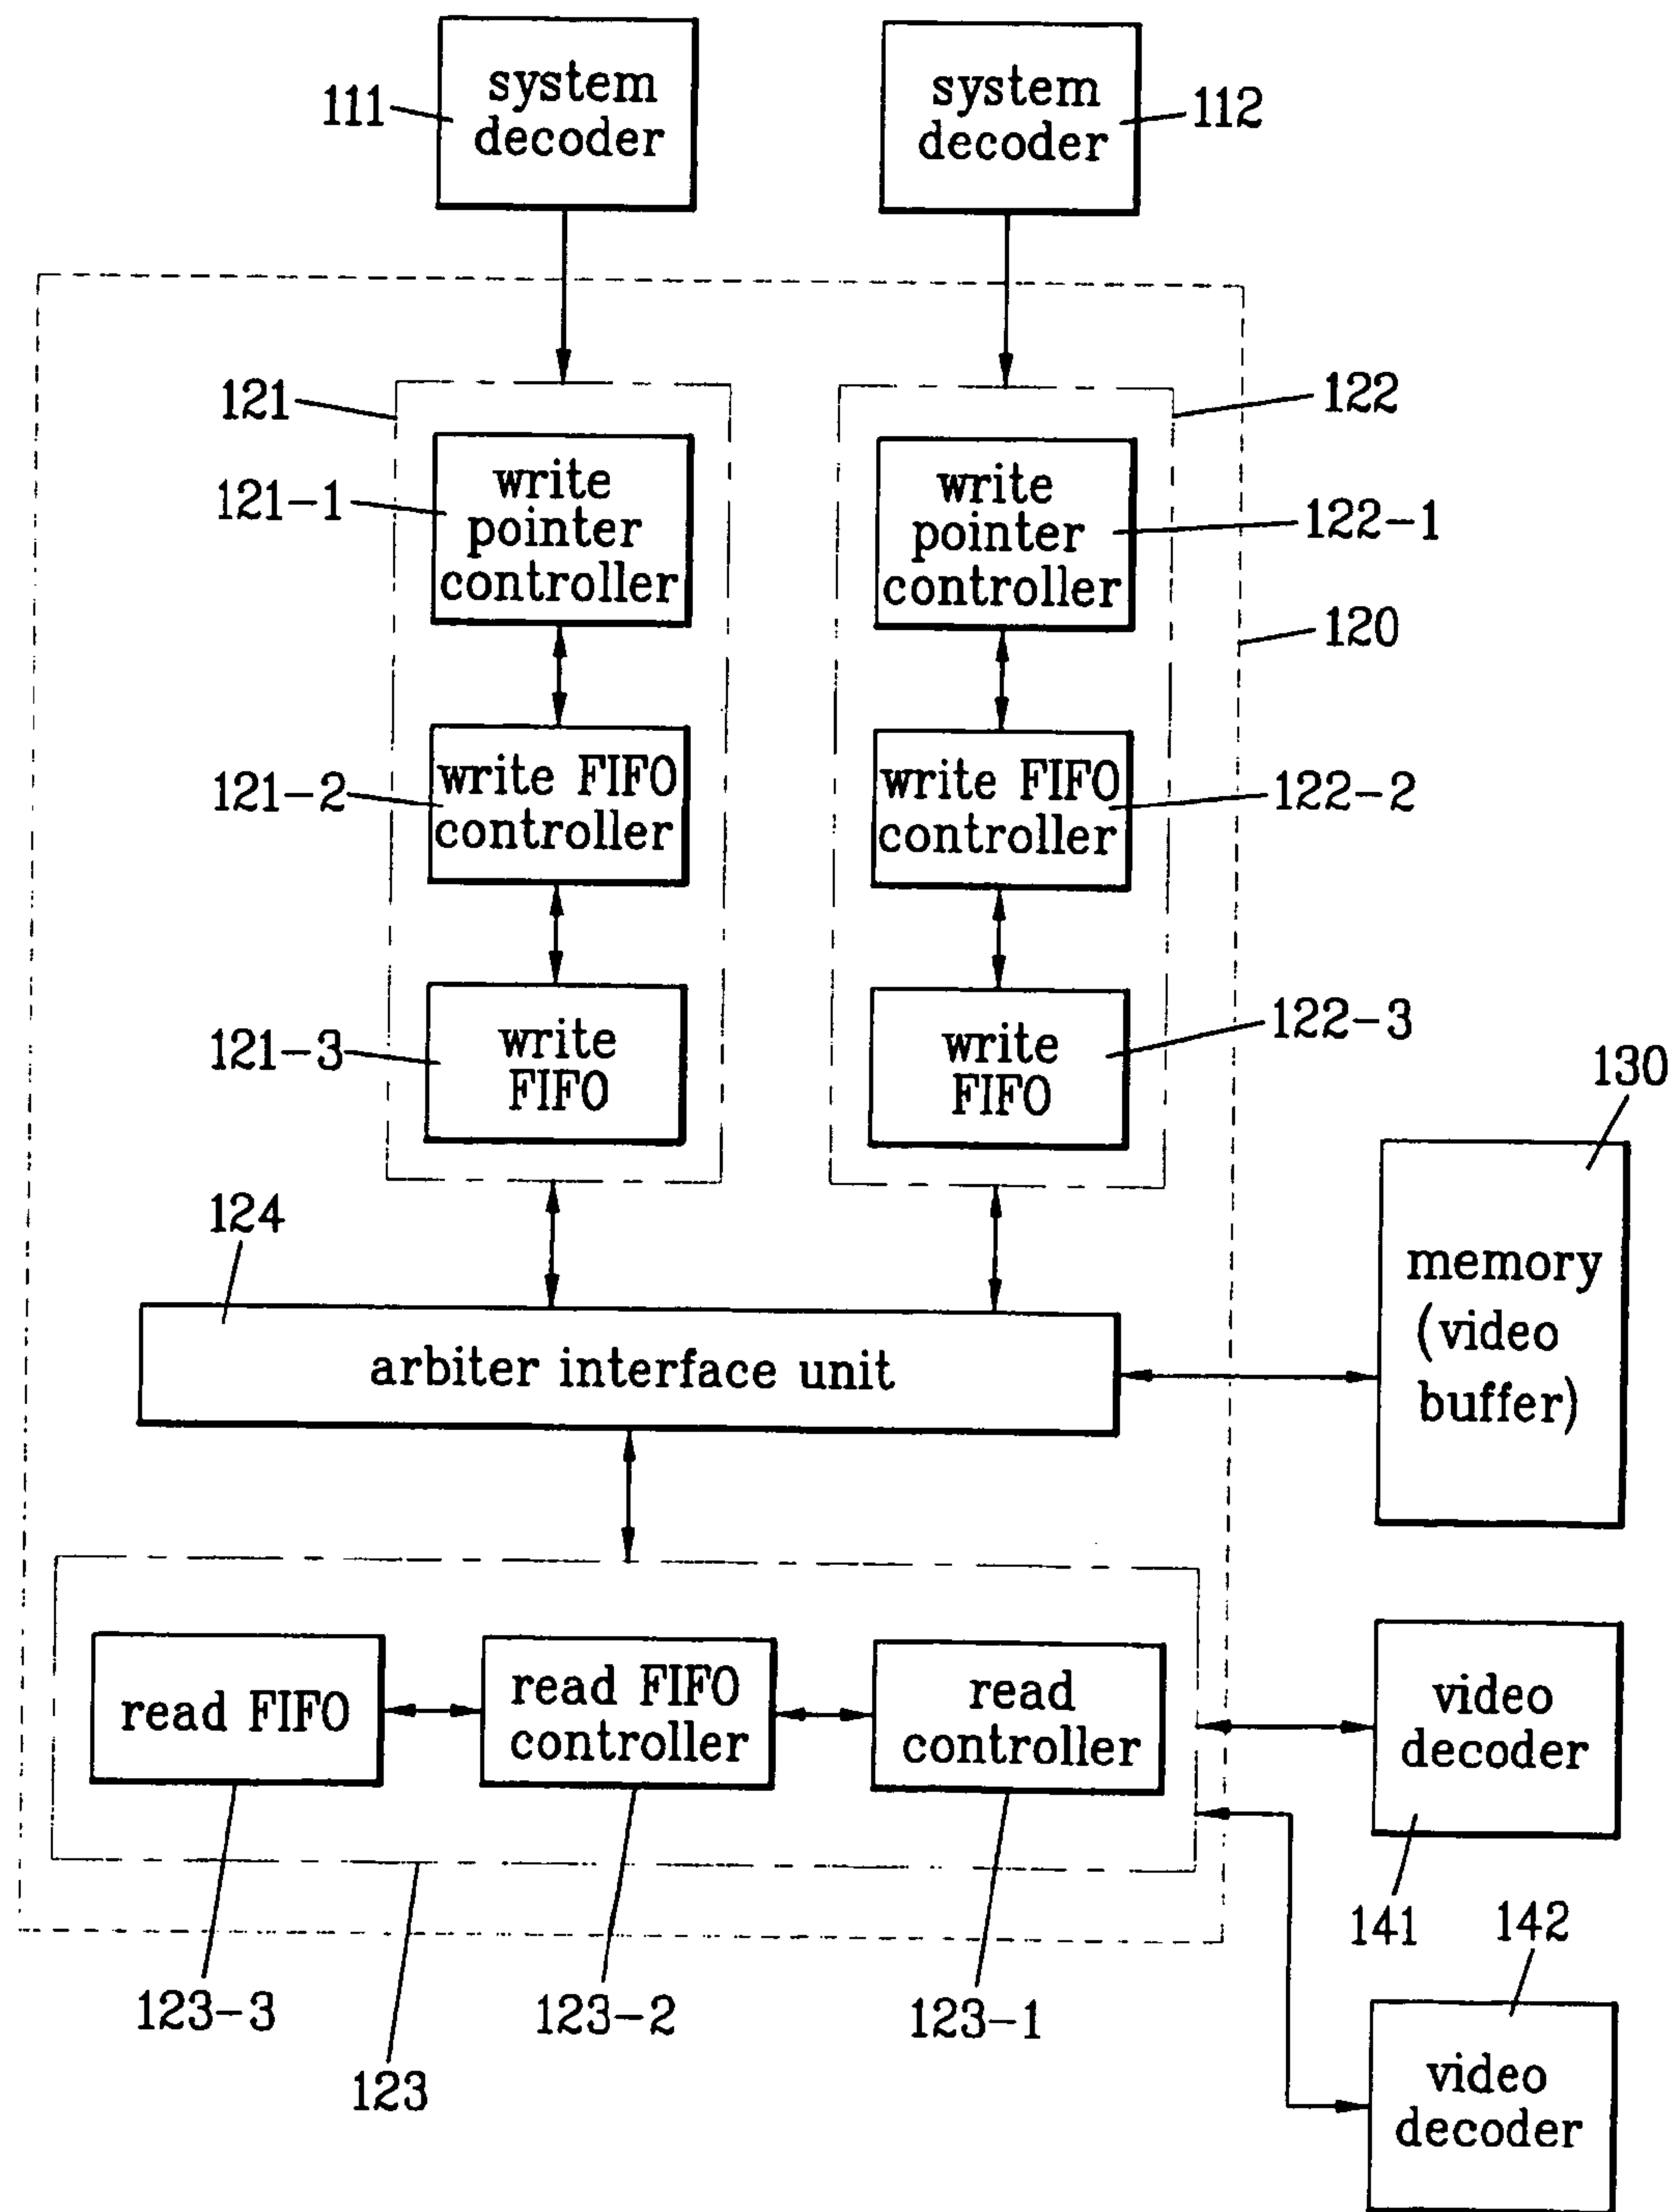 system
decoder
111
system
decoder
112
121
122
write
pointer
controller
121-1
write
pointer
controller
122-1
120
write FIFO
controller
121-2
write FIFO
controller
122-2
write
FIFO
121-3
write
FIFO
122-3
130
memory
(video
buffer)
124
arbiter interface unit
read FIFO
read FIFO
controller
read
controller
video
decoder
141
142
123-3
123-2
123-1
123
video
decoder